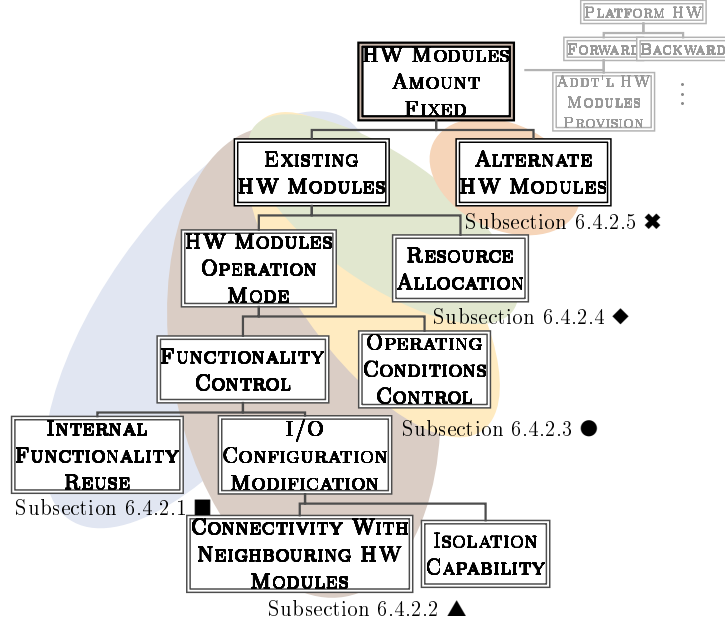 PLATFORM HW
FORWARD BACKWARD
ADDT'L HW
MODULES
PROVISION
HW MODULES
AMOUNT
FIXED
EXISTING
HW MODULES
ALTERNATE
HW MODULES
Subsection 6.4.2.5 ✖
HW MODULES
OPERATION
MODE
RESOURCE
ALLOCATION
Subsection 6.4.2.4 ◆
FUNCTIONALITY
CONTROL
OPERATING
CONDITIONS
CONTROL
Subsection 6.4.2.3 ●
INTERNAL
FUNCTIONALITY
REUSE
Subsection 6.4.2.1 ■
I/O
CONFIGURATION
MODIFICATION
CONNECTIVITY WITH
NEIGHBOURING HW
MODULES
ISOLATION
CAPABILITY
Subsection 6.4.2.2 ▲